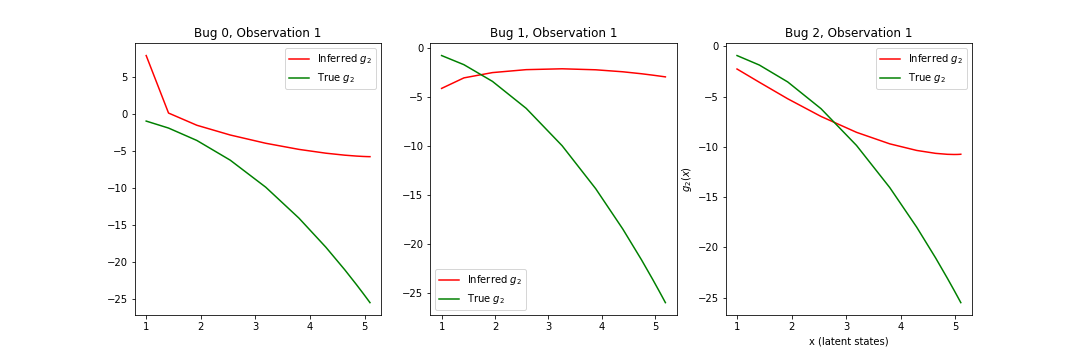 Bug 0, Observation 1
Inferred g₂
True g₂
5
0
−5
−10
−15
−20
−25
1 2 3 4 5
Bug 1, Observation 1
0
−5
−10
−15
−20
−25
Inferred g₂
True g₂
1 2 3 4 5
Bug 2, Observation 1
Inferred g₂
True g₂
0
−5
−10
−15
−20
−25
g₂(x)
1 2 3 4 5
x (latent states)